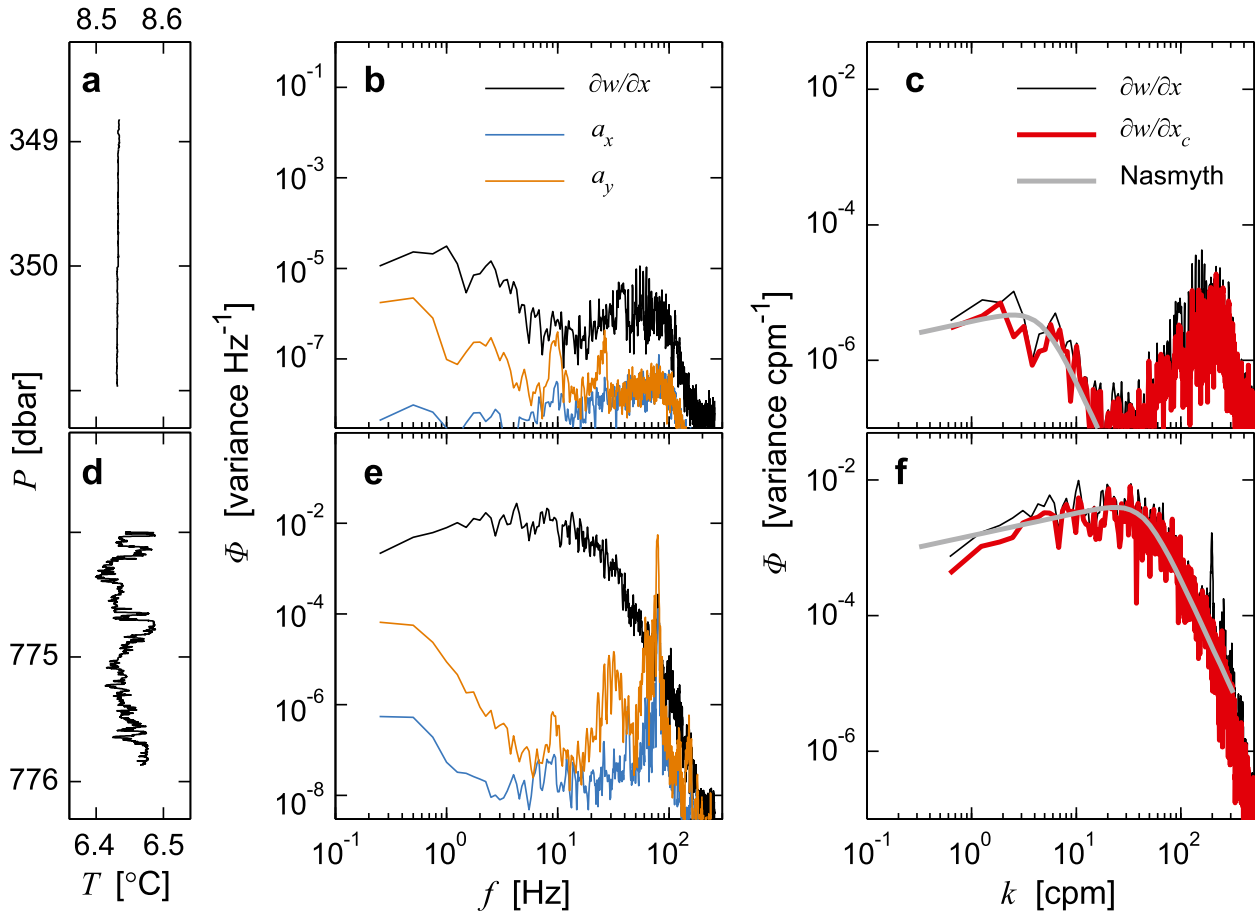 8.5 8.6
a
349
350
P [dbar]
b
∂w/∂x
a_x
a_y
10^-1
10^-3
10^-5
10^-7
Φ [variance Hz^-1]
c
∂w/∂x
∂w/∂x_c
Nasmyth
10^-2
10^-4
10^-6
Φ [variance cpm^-1]
d
775
776
6.4 6.5
T [°C]
e
10^-2
10^-4
10^-6
10^-8
10^-1 10^0 10^1 10^2
f [Hz]
f
10^-2
10^-4
10^-6
10^-1 10^0 10^1 10^2
k [cpm]